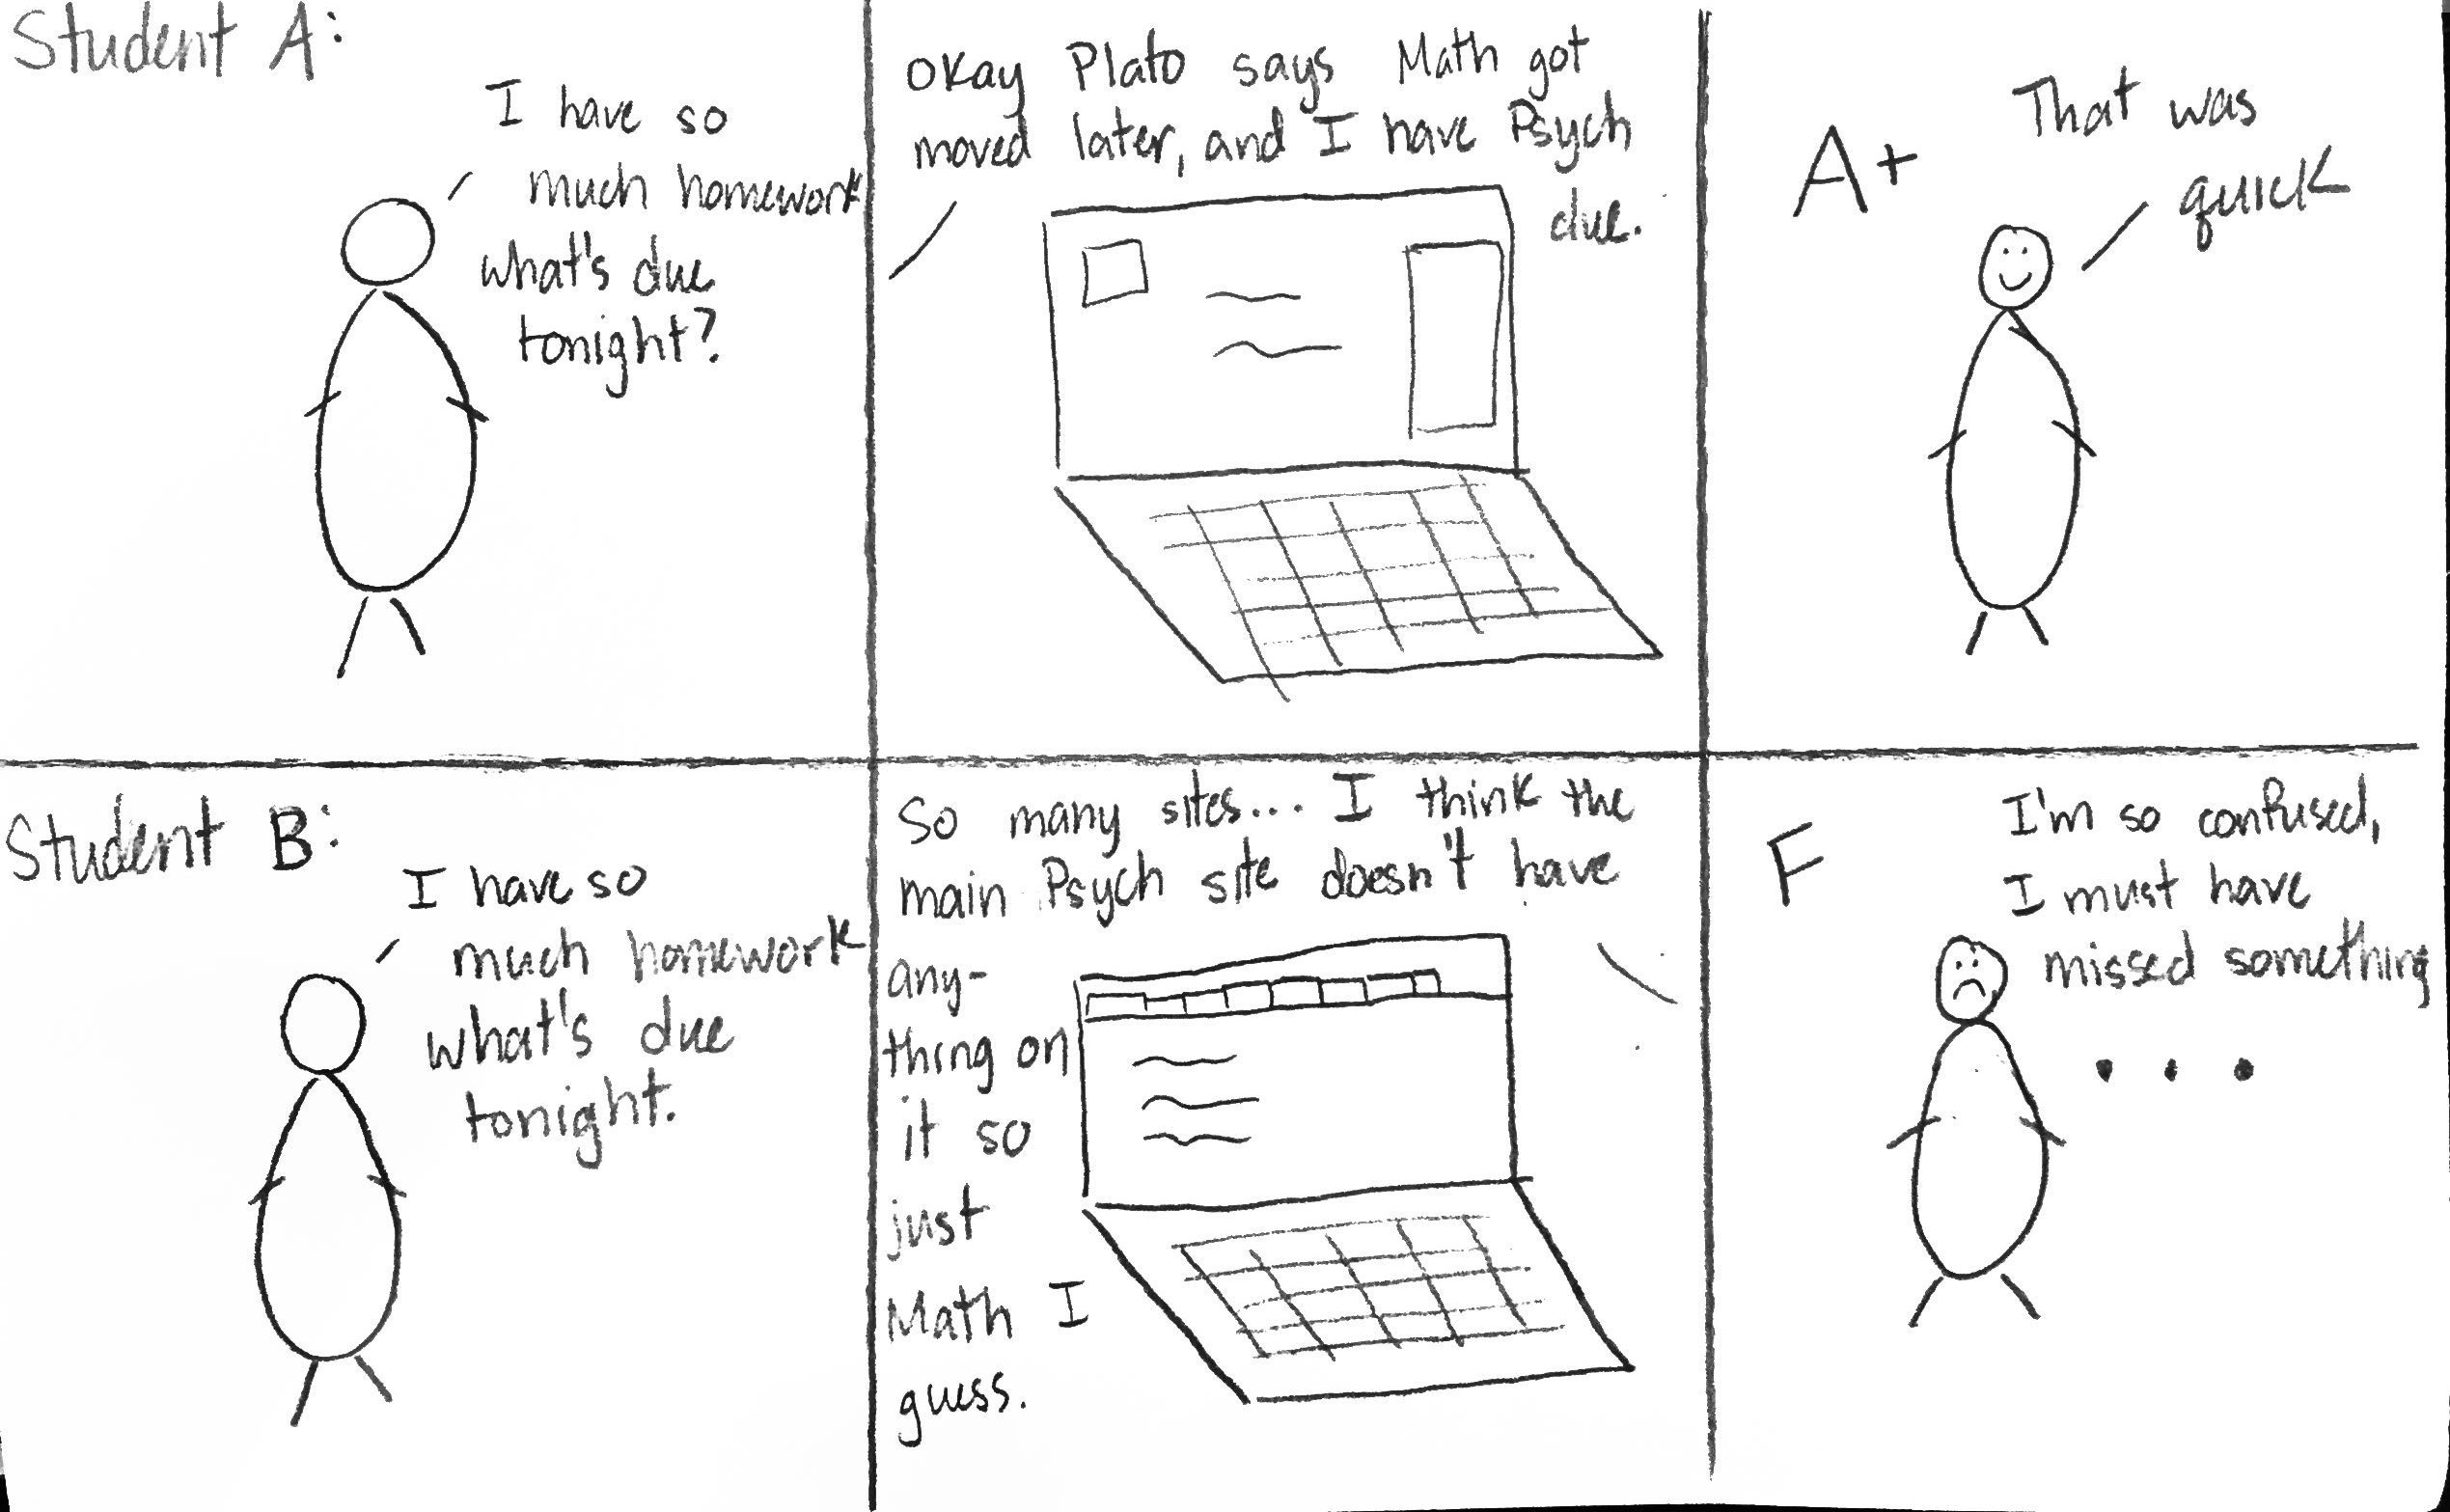 Student A:
I have so
much homework
what's due
tonight?
Okay Plato says Math got
moved later, and I have Psych
due.
A+
That was
quick
Student B:
I have so
much homework
what's due
tonight.
So many sites... I think the
main Psych site doesn't have
any-
thing on
it so
just
Math I
guess.
F
I'm so confused,
I must have
missed something
...